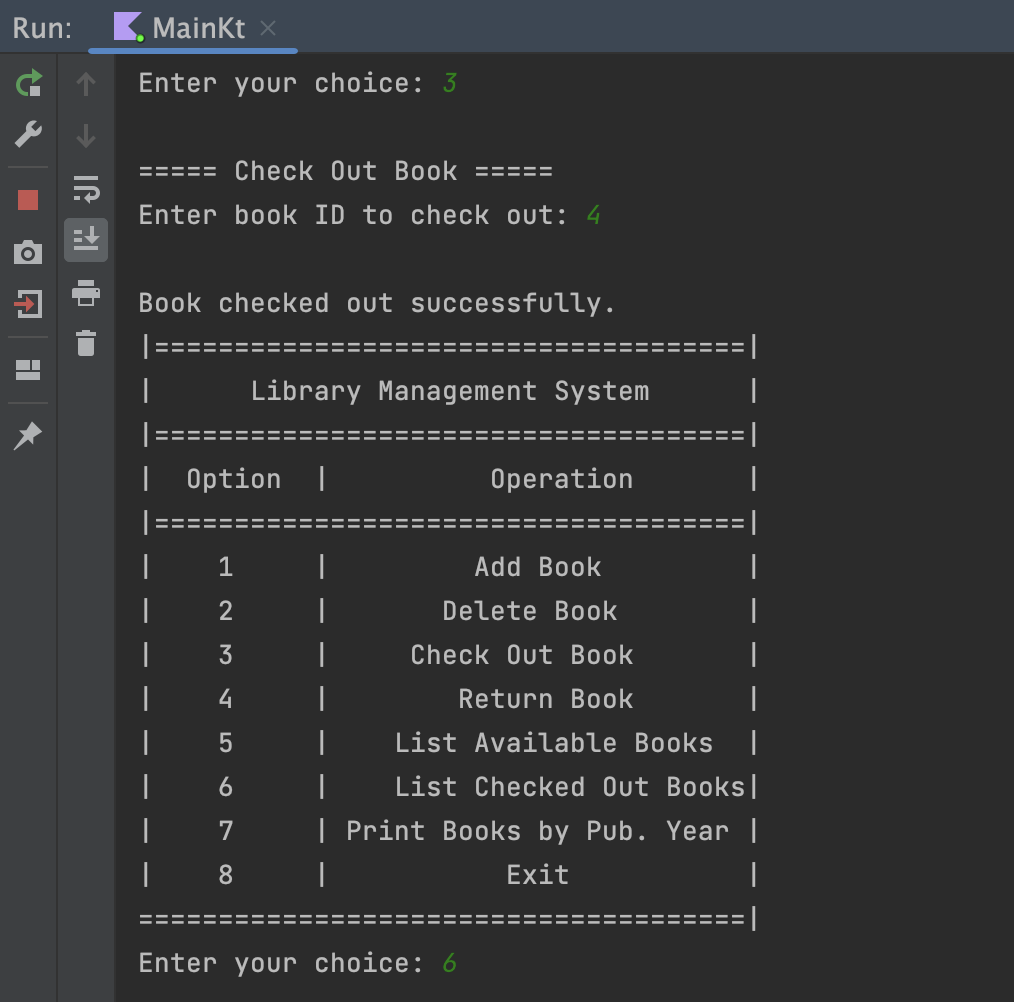 Run: MainKt
Enter your choice: 3
===== Check Out Book =====
Enter book ID to check out: 4
Book checked out successfully.
|=====================================|
|      Library Management System      |
|=====================================|
|  Option  |          Operation       |
|=====================================|
|    1     |         Add Book         |
|    2     |       Delete Book        |
|    3     |     Check Out Book       |
|    4     |        Return Book       |
|    5     |    List Available Books  |
|    6     |    List Checked Out Books|
|    7     | Print Books by Pub. Year |
|    8     |           Exit           |
======================================|
Enter your choice: 6